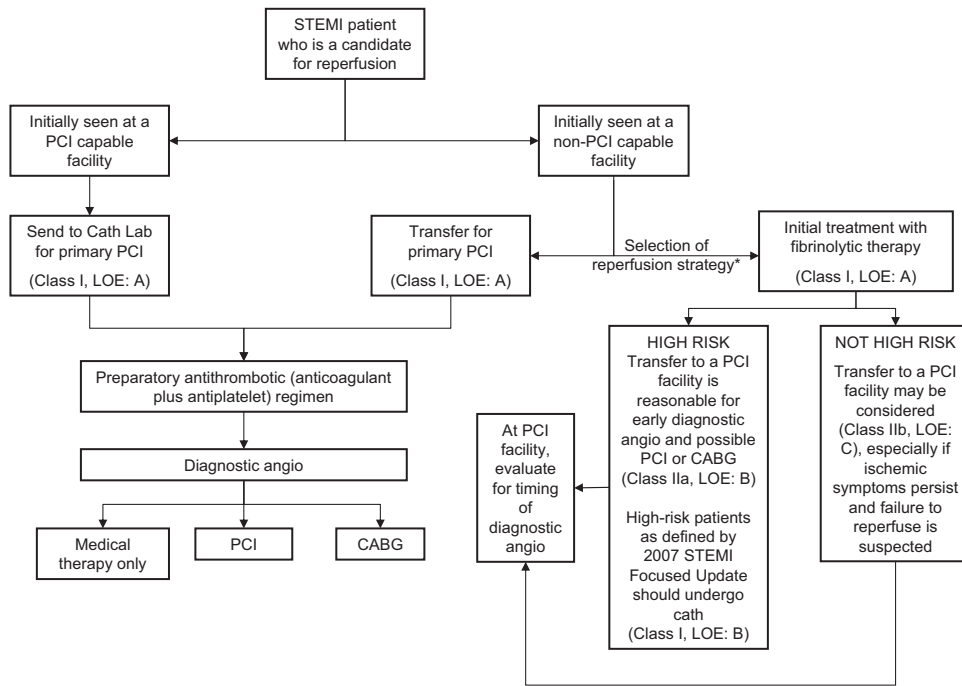 STEMI patient
who is a candidate
for reperfusion
Initially seen at a
PCI capable
facility
Initially seen at a
non-PCI capable
facility
Send to Cath Lab
for primary PCI
(Class I, LOE: A)
Transfer for
primary PCI
(Class I, LOE: A)
Selection of
reperfusion strategy*
Initial treatment with
fibrinolytic therapy
(Class I, LOE: A)
Preparatory antithrombotic (anticoagulant
plus antiplatelet) regimen
Diagnostic angio
Medical
therapy only
PCI
CABG
At PCI
facility,
evaluate
for timing
of
diagnostic
angio
HIGH RISK
Transfer to a PCI
facility is
reasonable for
early diagnostic
angio and possible
PCI or CABG
(Class IIa, LOE: B)
High-risk patients
as defined by
2007 STEMI
Focused Update
should undergo
cath
(Class I, LOE: B)
NOT HIGH RISK
Transfer to a PCI
facility may be
considered
(Class IIb, LOE:
C), especially if
ischemic
symptoms persist
and failure to
reperfuse is
suspected